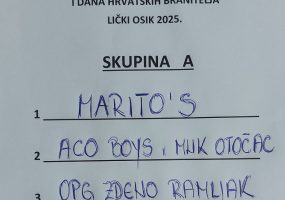 I DANA HRVATSKIH BRANITELJA
LIČKI OSIK 2025.
SKUPINA A
1 MARITO'S
2 ACO BOYS i MNK OTOČAC
3 OPG ZDENO RAMLJAK